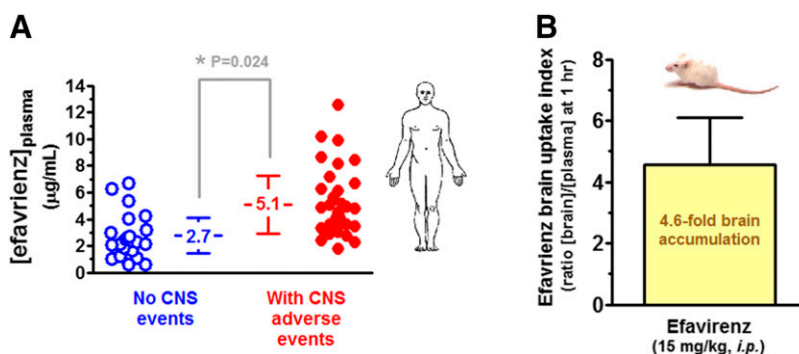 A
* P=0.024
[efavrienz]plasma
(µg/mL)
14
12
10
8
6
4
2
0
2.7
5.1
No CNS
events
With CNS
adverse
events
B
Efavrienz brain uptake index
(ratio [brain]/[plasma] at 1 hr)
8
6
4
2
0
4.6-fold brain
accumulation
Efavirenz
(15 mg/kg, i.p.)